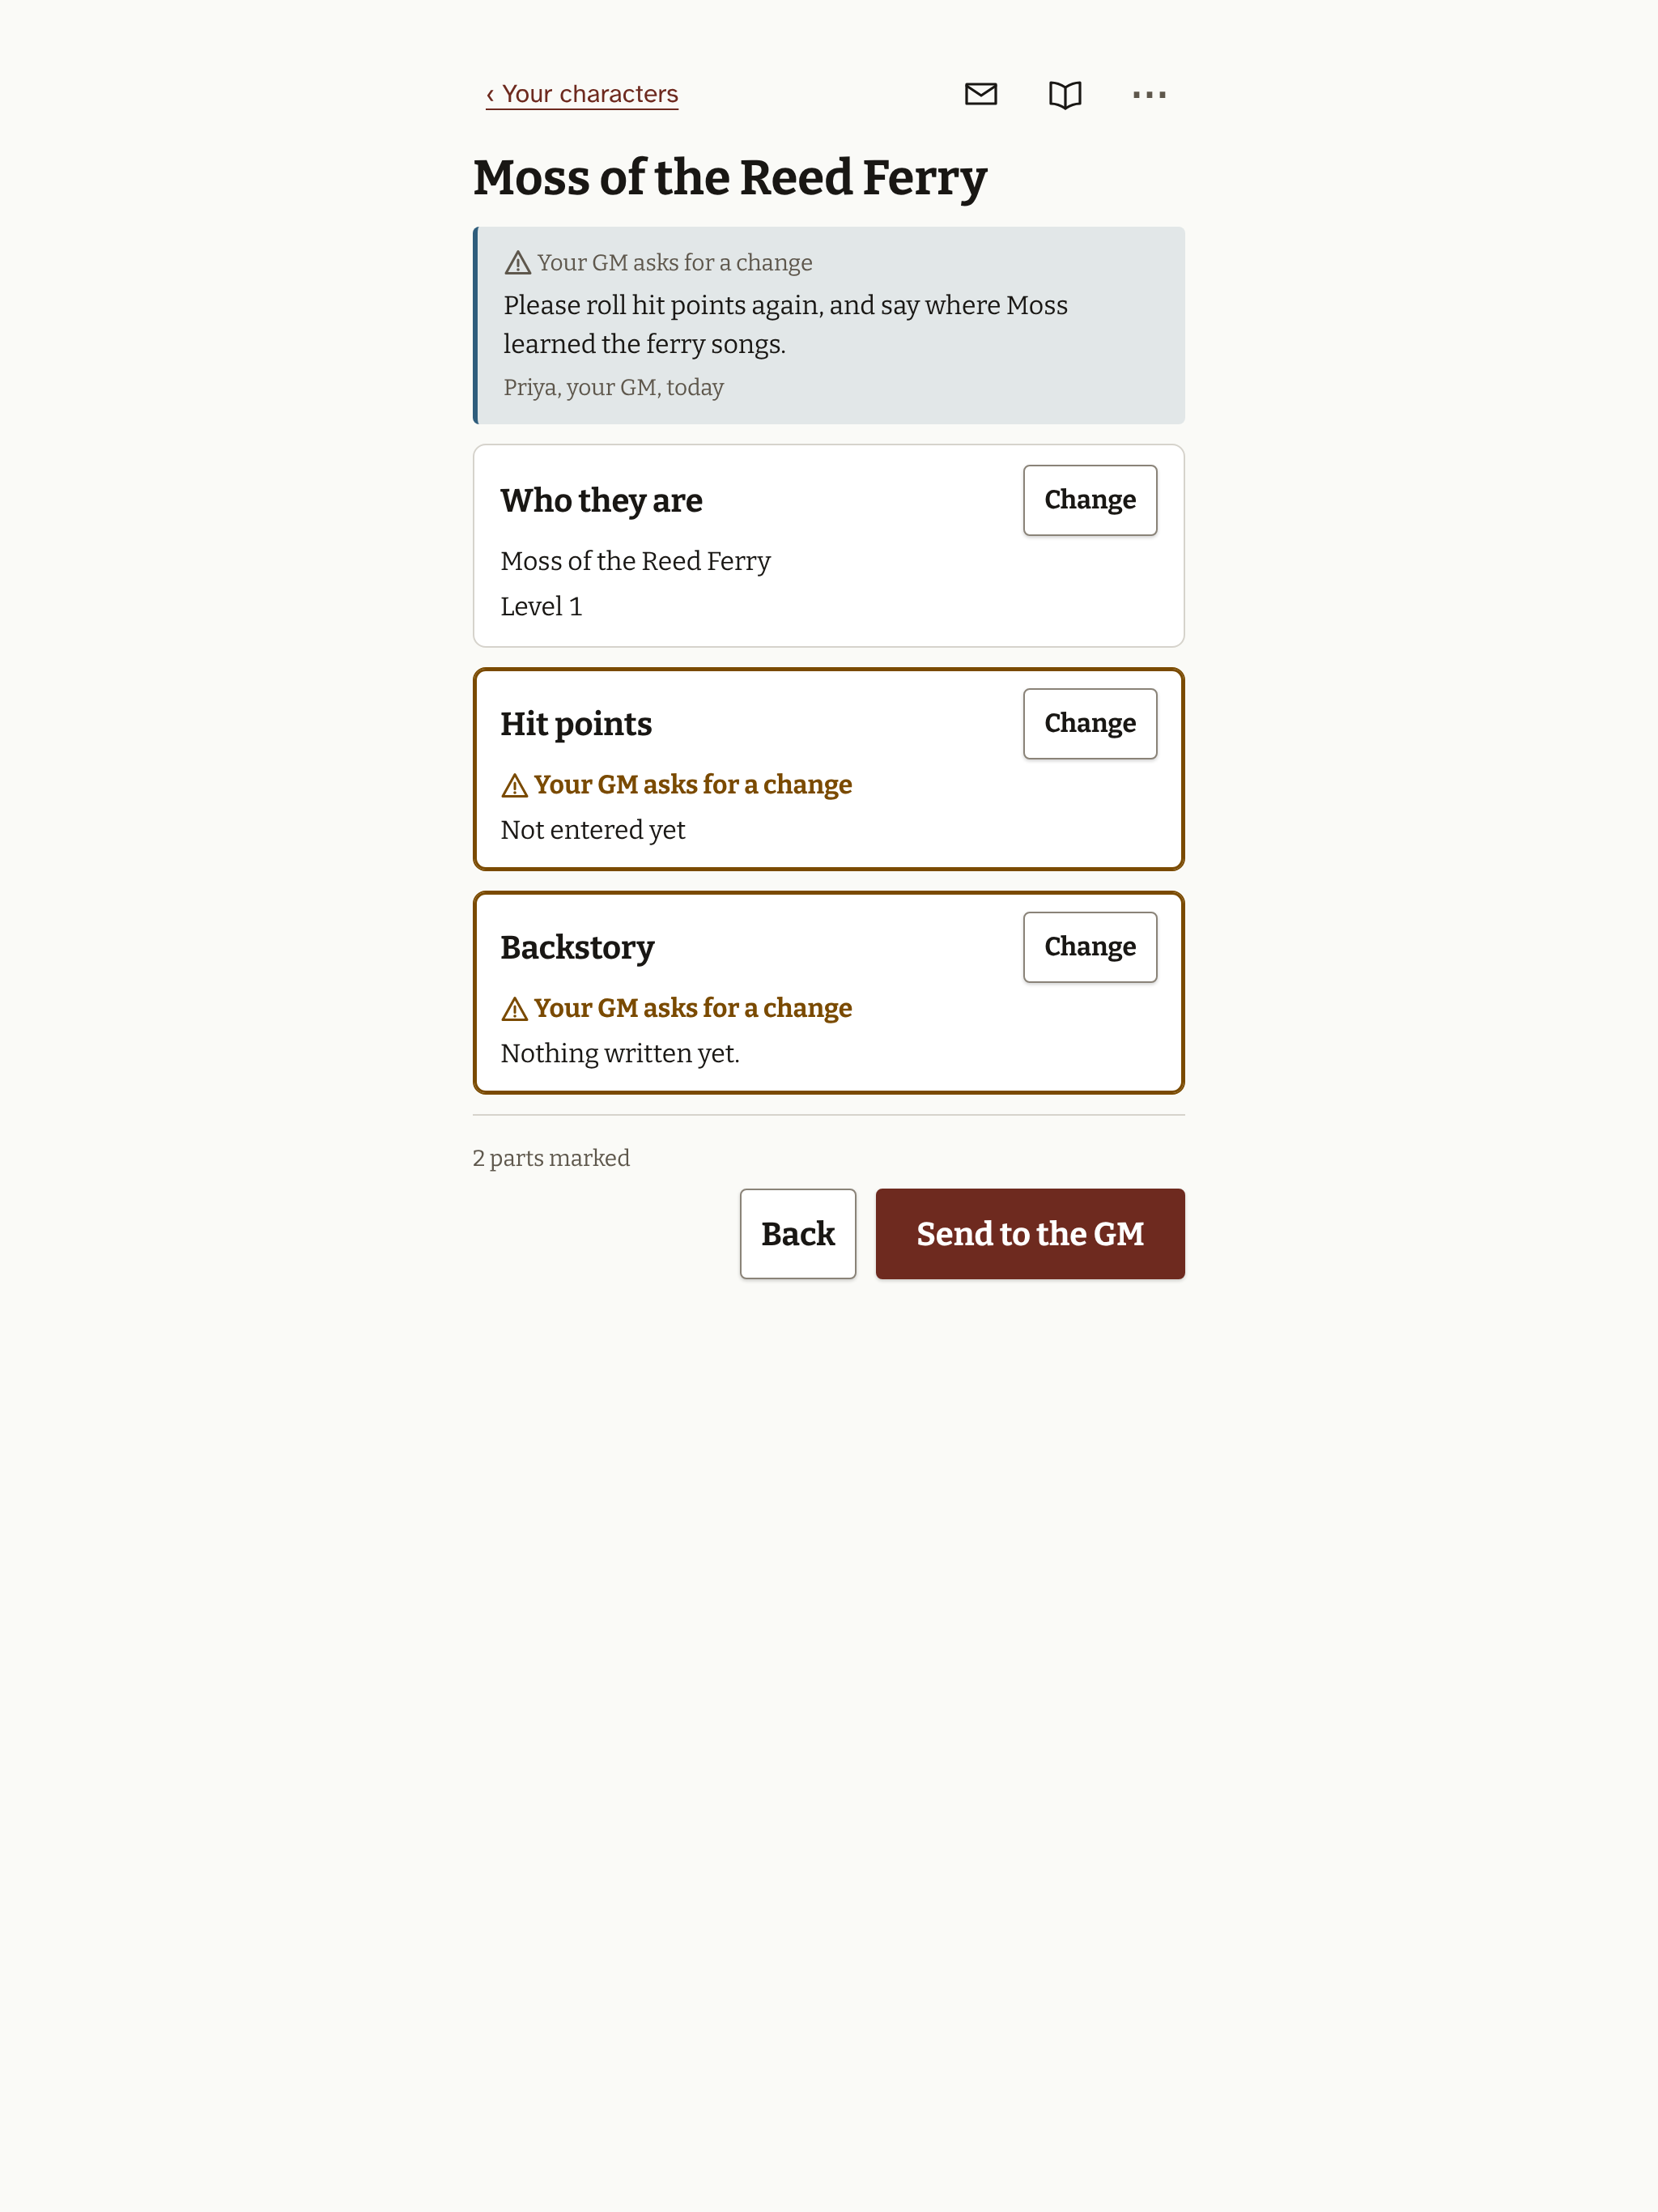 ‹ Your characters
Moss of the Reed Ferry
Your GM asks for a change
Please roll hit points again, and say where Moss
learned the ferry songs.
Priya, your GM, today
Who they are
Change
Moss of the Reed Ferry
Level 1
Hit points
Change
Your GM asks for a change
Not entered yet
Backstory
Change
Your GM asks for a change
Nothing written yet.
2 parts marked
Back
Send to the GM